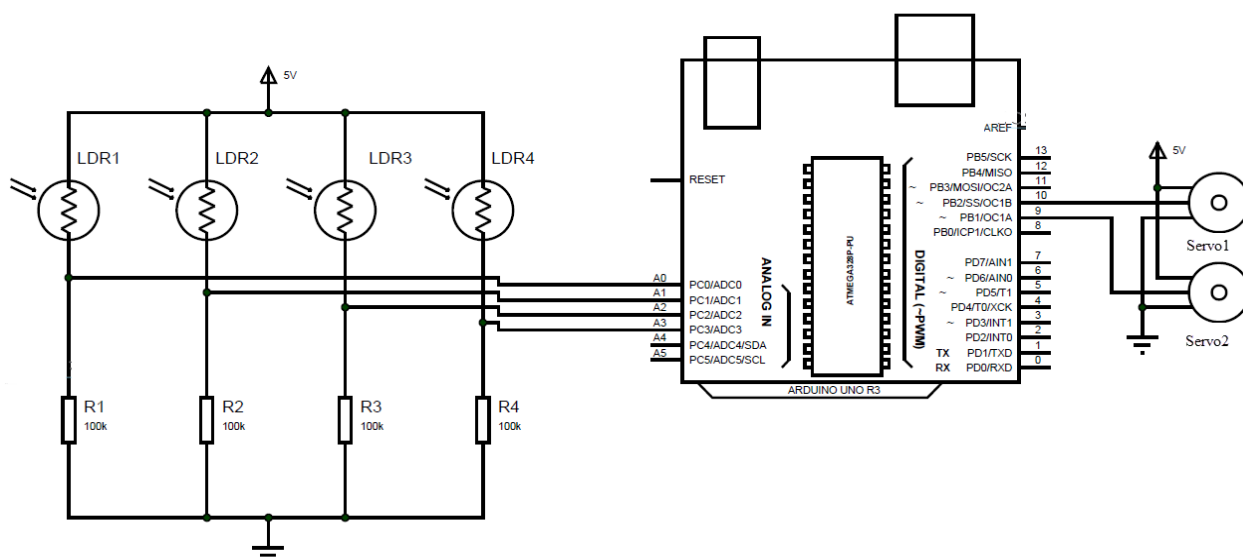 5V
LDR1
LDR2
LDR3
LDR4
R1
100k
R2
100k
R3
100k
R4
100k
A0
A1
A2
A3
A4
A5
RESET
PC0/ADC0
PC1/ADC1
PC2/ADC2
PC3/ADC3
PC4/ADC4/SDA
PC5/ADC5/SCL
ANALOG IN
ATMEGA328P-PU
DIGITAL (~PWM)
AREF
PB5/SCK 13
PB4/MISO 12
~ PB3/MOSI/OC2A 11
~ PB2/SS/OC1B 10
~ PB1/OC1A 9
PB0/ICP1/CLKO 8
PD7/AIN1 7
~ PD6/AIN0 6
~ PD5/T1 5
PD4/T0/XCK 4
~ PD3/INT1 3
PD2/INT0 2
TX PD1/TXD 1
RX PD0/RXD 0
ARDUINO UNO R3
5V
Servo1
Servo2